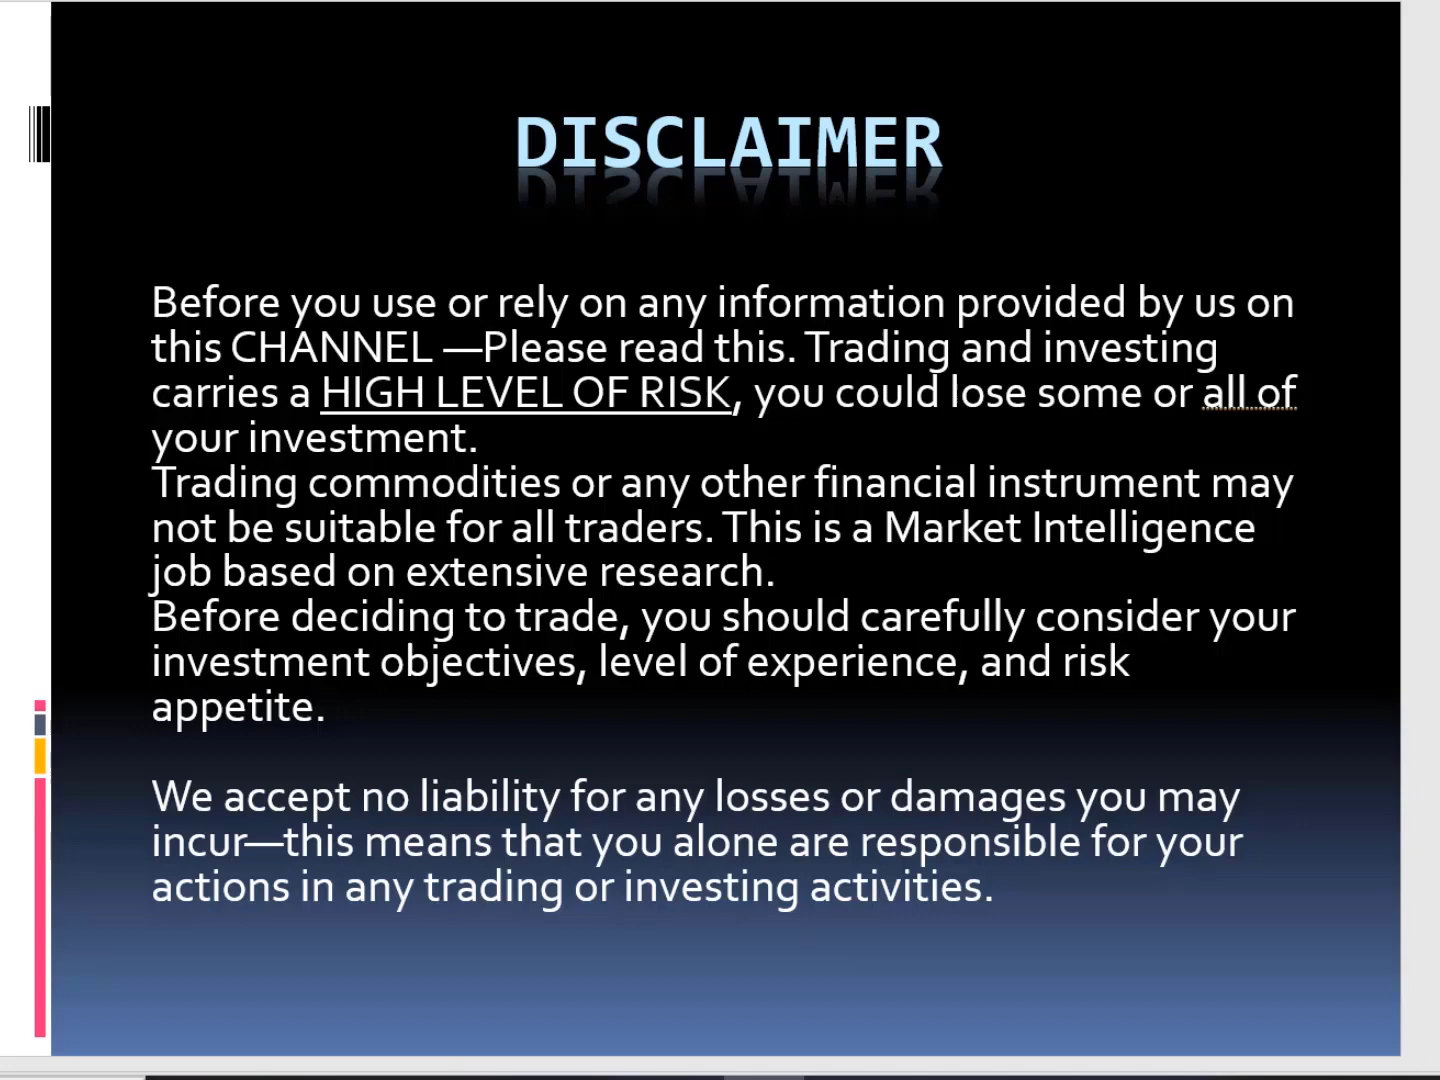 DISCLAIMER
Before you use or rely on any information provided by us on
this CHANNEL —Please read this. Trading and investing
carries a HIGH LEVEL OF RISK, you could lose some or all of
your investment.
Trading commodities or any other financial instrument may
not be suitable for all traders. This is a Market Intelligence
job based on extensive research.
Before deciding to trade, you should carefully consider your
investment objectives, level of experience, and risk
appetite.
We accept no liability for any losses or damages you may
incur—this means that you alone are responsible for your
actions in any trading or investing activities.